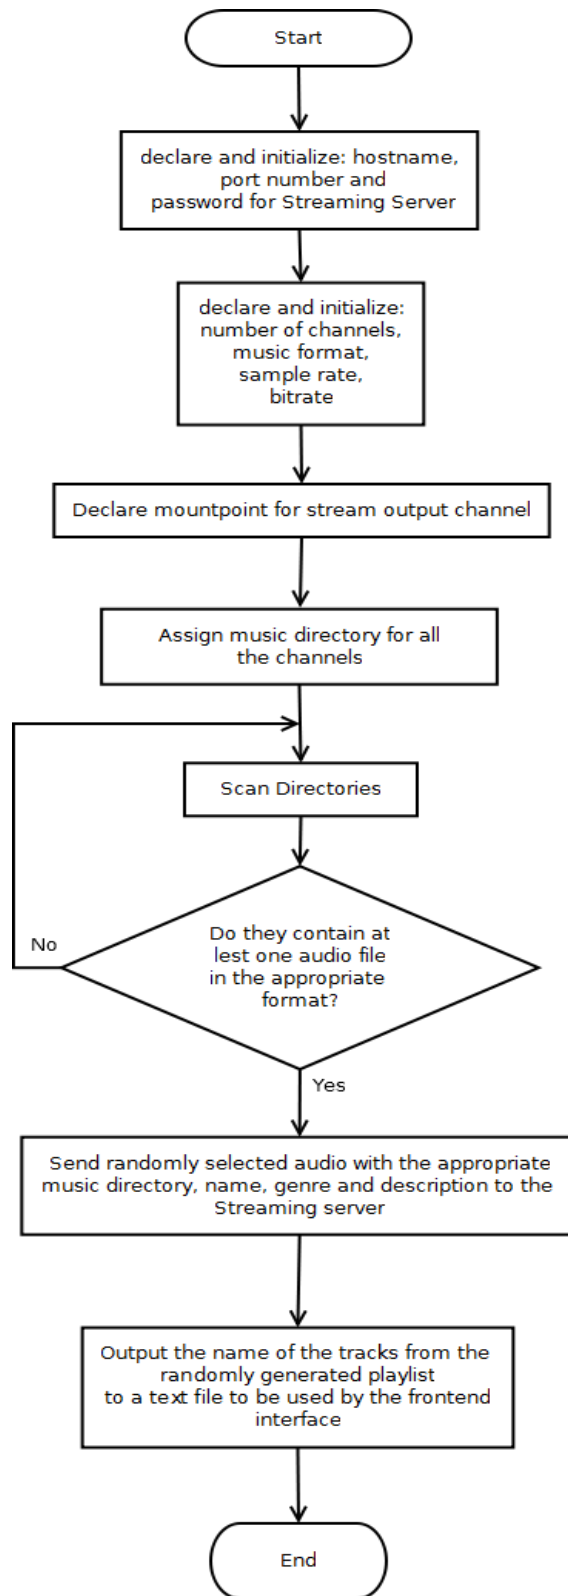 Start
declare and initialize: hostname,
port number and
password for Streaming Server
declare and initialize:
number of channels,
music format,
sample rate,
bitrate
Declare mountpoint for stream output channel
Assign music directory for all
the channels
Scan Directories
Do they contain at
lest one audio file
in the appropriate
format?
No
Yes
Send randomly selected audio with the appropriate
music directory, name, genre and description to the
Streaming server
Output the name of the tracks from the
randomly generated playlist
to a text file to be used by the frontend
interface
End